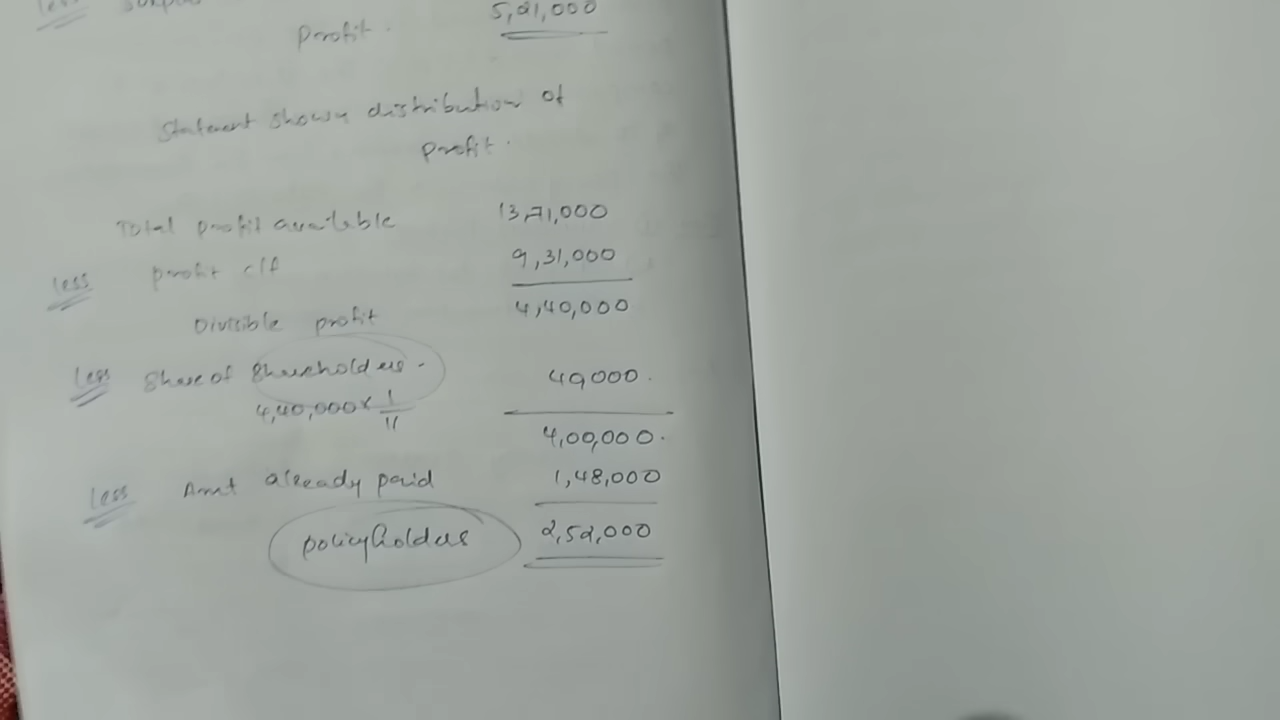 less
5,21,000
profit.
Statement shown distribution of
profit.
Total profit available 13,71,000
less profit c/f 9,31,000
Divisible profit 4,40,000
less Share of Shareholders - 40,000.
4,40,000 × 1/11
4,00,000.
less Amt already paid 1,48,000
policyholders 2,52,000